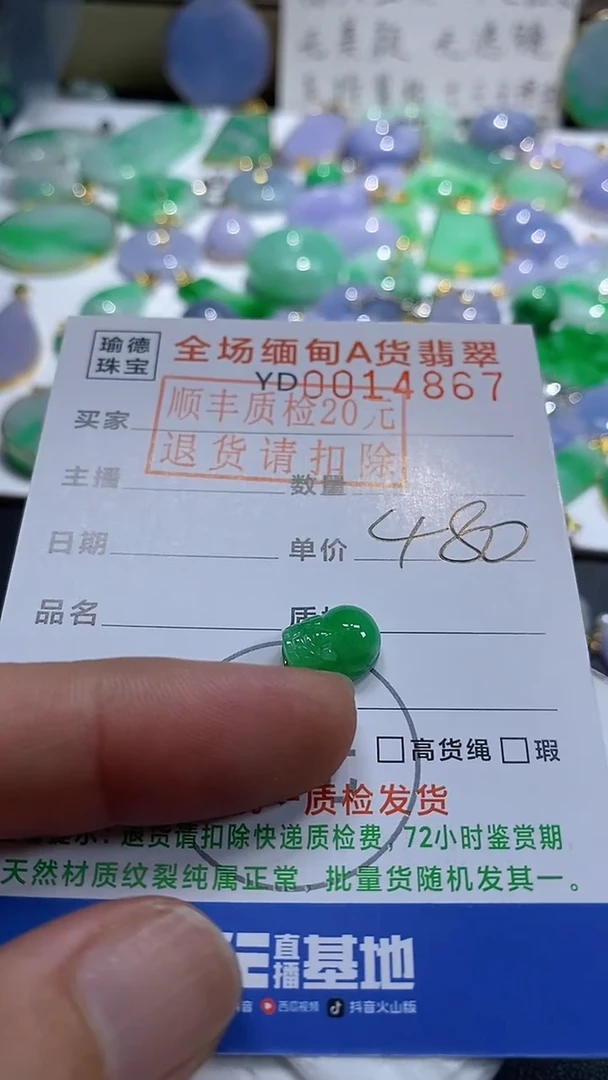 瑜德
珠宝
全场缅甸A货翡翠
YD0014867
买家
顺丰质检20元
退货请扣除
主播
数量
日期
单价 480
品名
高货绳
瑕
质检发货
退货请扣除快递质检费，72小时鉴赏期
天然材质纹裂纯属正常，批量货随机发其一。
直播
基地
西瓜视频
抖音火山版